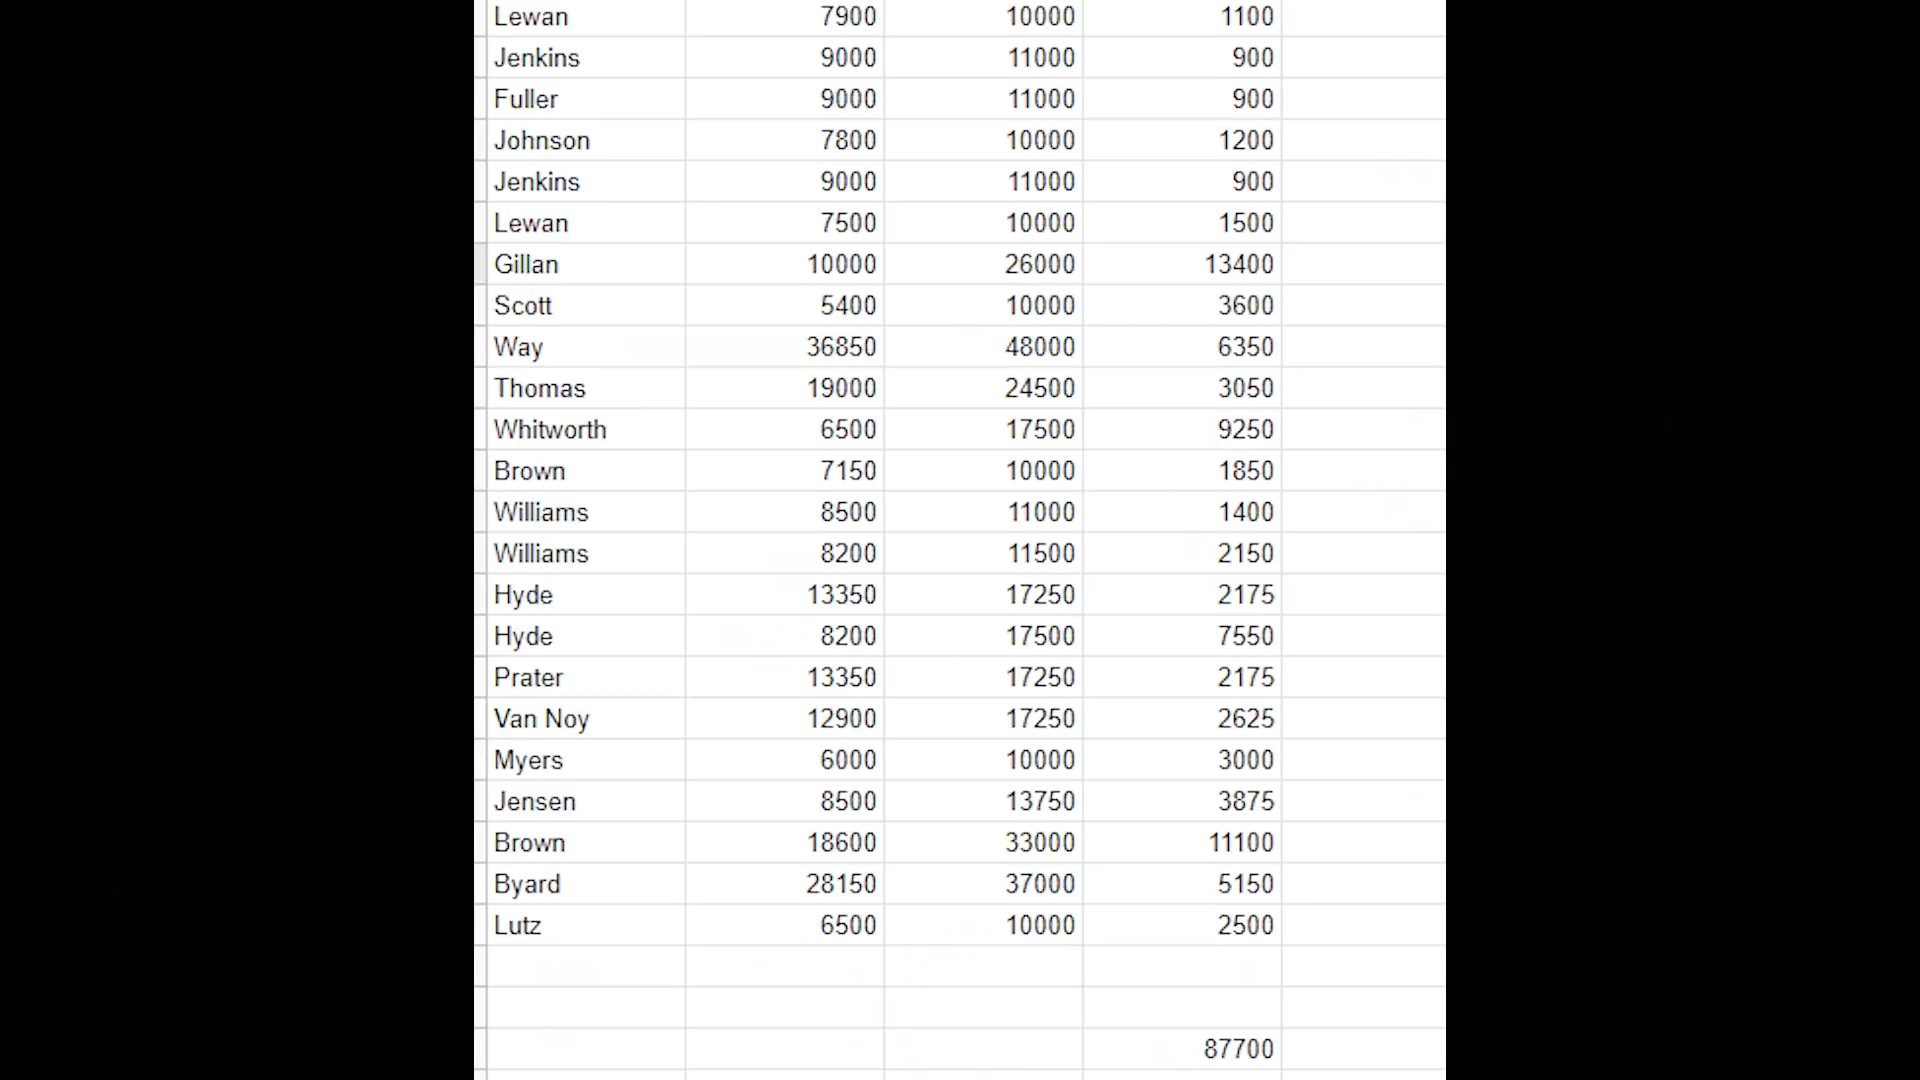 Lewan 7900 10000 1100
Jenkins 9000 11000 900
Fuller 9000 11000 900
Johnson 7800 10000 1200
Jenkins 9000 11000 900
Lewan 7500 10000 1500
Gillan 10000 26000 13400
Scott 5400 10000 3600
Way 36850 48000 6350
Thomas 19000 24500 3050
Whitworth 6500 17500 9250
Brown 7150 10000 1850
Williams 8500 11000 1400
Williams 8200 11500 2150
Hyde 13350 17250 2175
Hyde 8200 17500 7550
Prater 13350 17250 2175
Van Noy 12900 17250 2625
Myers 6000 10000 3000
Jensen 8500 13750 3875
Brown 18600 33000 11100
Byard 28150 37000 5150
Lutz 6500 10000 2500
87700